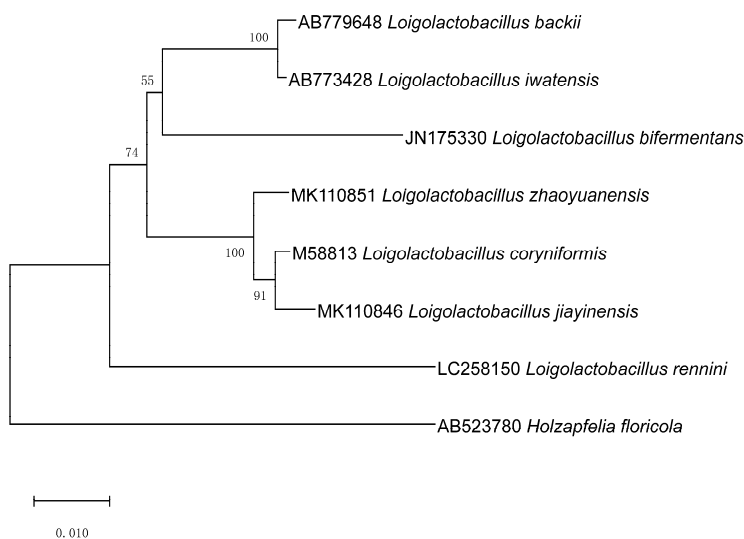 AB779648 Loigolactobacillus backii
100
AB773428 Loigolactobacillus iwatensis
55
JN175330 Loigolactobacillus bifermentans
74
MK110851 Loigolactobacillus zhaoyuanensis
100
M58813 Loigolactobacillus coryniformis
91
MK110846 Loigolactobacillus jiayinensis
LC258150 Loigolactobacillus rennini
AB523780 Holzapfelia floricola
0.010